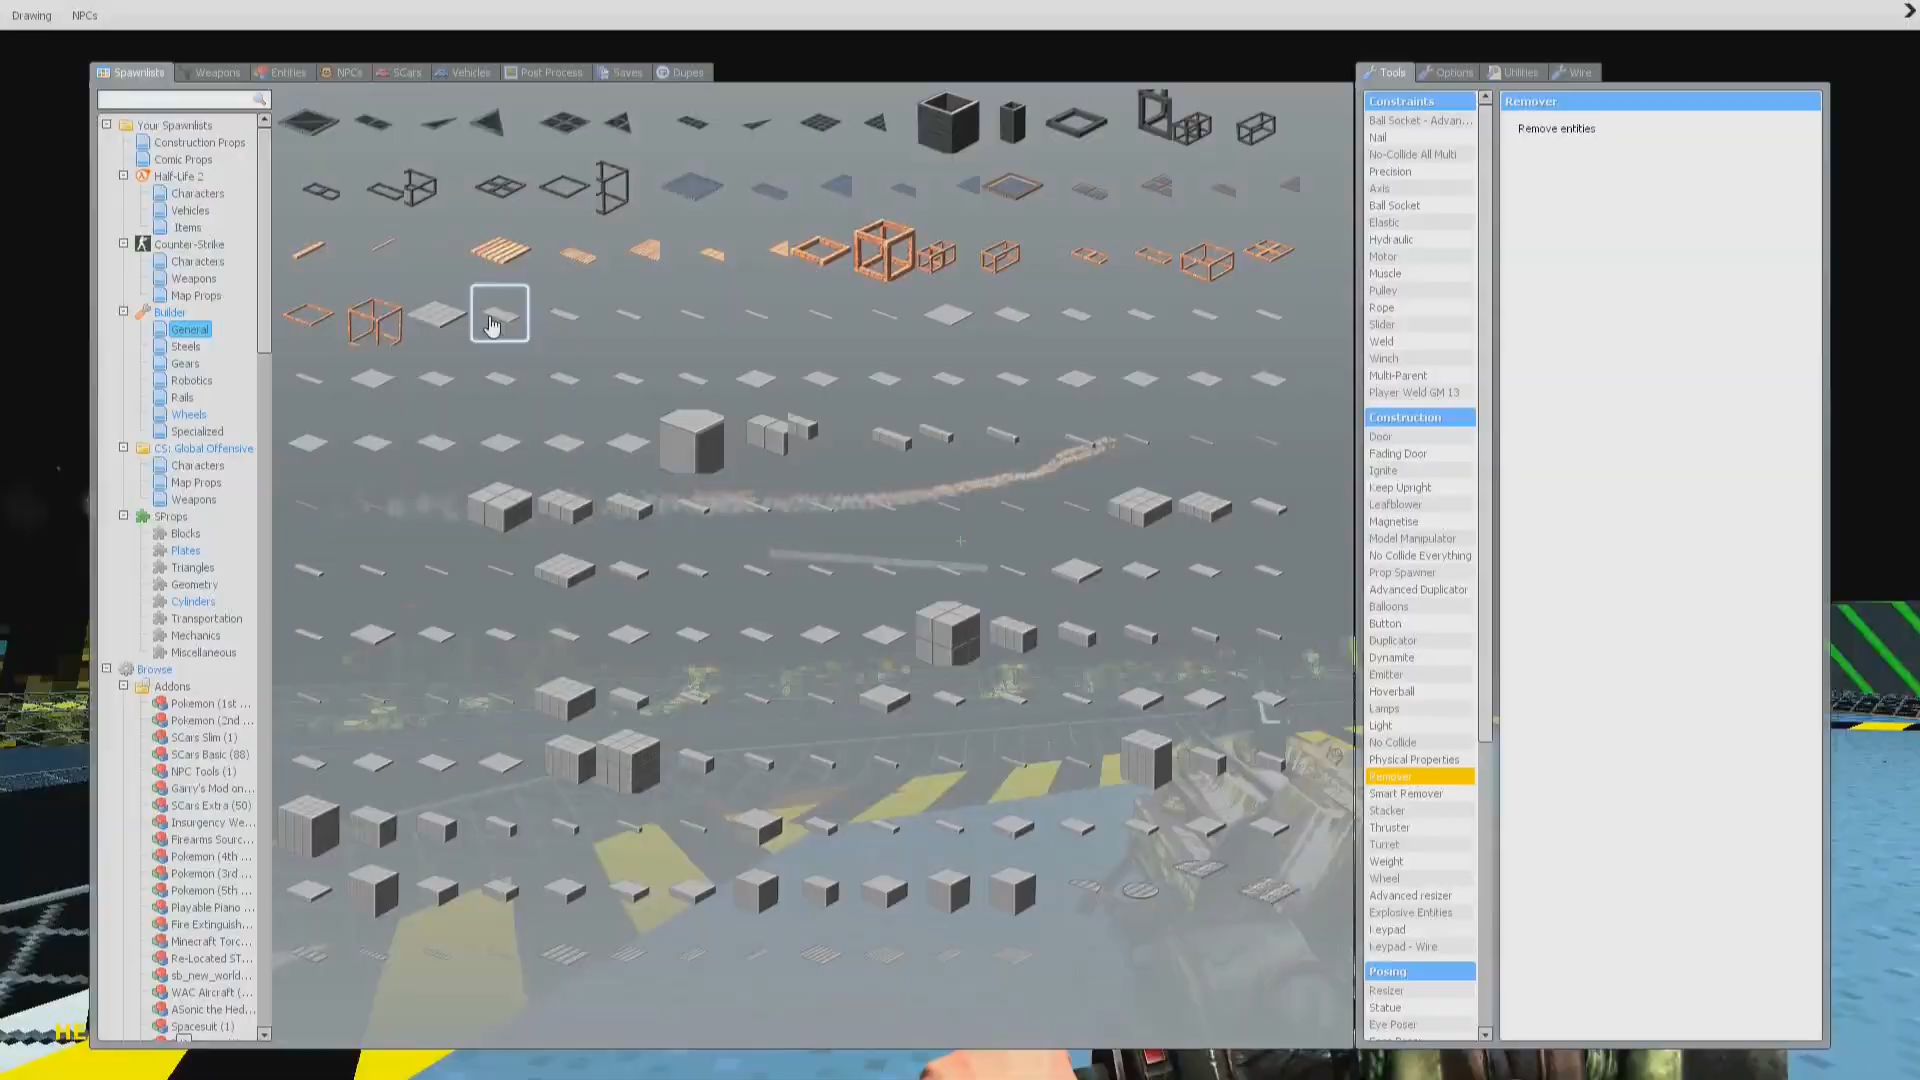 Drawing NPCs
Spawnlists Weapons Entities NPCs SCars Vehicles Post Process Saves Dupes
Your Spawnlists
Construction Props
Comic Props
Half-Life 2
Characters
Vehicles
Items
Counter-Strike
Characters
Weapons
Map Props
Builder
General
Steels
Gears
Robotics
Rails
Wheels
Specialized
CS: Global Offensive
Characters
Map Props
Weapons
SProps
Blocks
Plates
Triangles
Geometry
Cylinders
Transportation
Mechanics
Miscellaneous
Browse
Addons
Pokemon (1st ...
Pokemon (2nd ...
SCars Slim (1)
SCars Basic (88)
NPC Tools (1)
Garry's Mod on...
SCars Extra (50)
Insurgency We...
Firearms Sourc...
Pokemon (4th ...
Pokemon (3rd ...
Pokemon (5th ...
Playable Piano ...
Fire Extinguish...
Minecraft Torc...
Re-Located ST...
sb_new_world...
WAC Aircraft (...
ASonic the Hed...
Spacesuit (1)
HE
Tools Options Utilities Wire
Constraints
Ball Socket - Advan...
Nail
No-Collide All Multi
Precision
Axis
Ball Socket
Elastic
Hydraulic
Motor
Muscle
Pulley
Rope
Slider
Weld
Winch
Multi-Parent
Player Weld GM 13
Construction
Door
Fading Door
Ignite
Keep Upright
Leafblower
Magnetise
Model Manipulator
No Collide Everything
Prop Spawner
Advanced Duplicator
Balloons
Button
Duplicator
Dynamite
Emitter
Hoverball
Lamps
Light
No Collide
Physical Properties
Remover
Smart Remover
Stacker
Thruster
Turret
Weight
Wheel
Advanced resizer
Explosive Entities
Keypad
Keypad - Wire
Posing
Resizer
Statue
Eye Poser
Remover
Remove entities